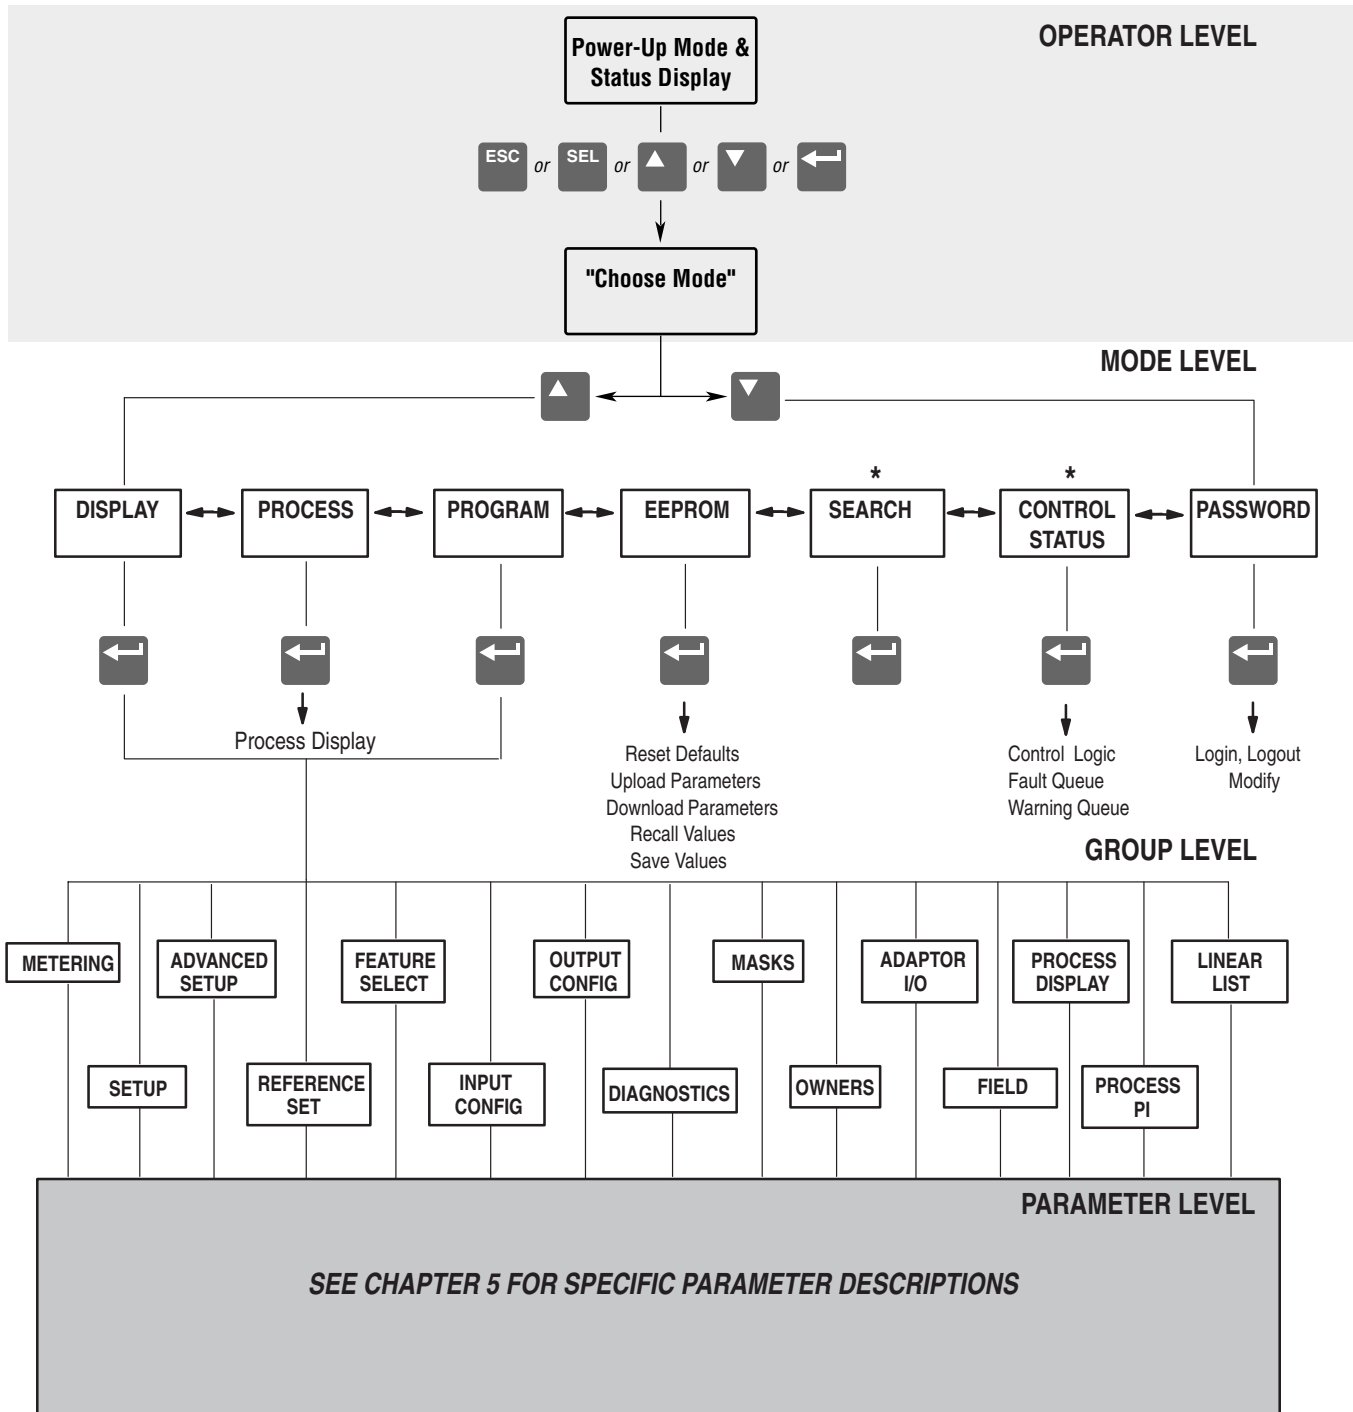 OPERATOR LEVEL
Power-Up Mode &
Status Display
ESC or SEL or or or
"Choose Mode"
MODE LEVEL
* *
DISPLAY PROCESS PROGRAM EEPROM SEARCH CONTROL STATUS PASSWORD
Process Display
Reset Defaults
Upload Parameters
Download Parameters
Recall Values
Save Values
Control Logic
Fault Queue
Warning Queue
Login, Logout
Modify
GROUP LEVEL
METERING
ADVANCED
SETUP
FEATURE
SELECT
OUTPUT
CONFIG
MASKS
ADAPTOR
I/O
PROCESS
DISPLAY
LINEAR
LIST
SETUP
REFERENCE
SET
INPUT
CONFIG
DIAGNOSTICS
OWNERS
FIELD
PROCESS
PI
PARAMETER LEVEL
SEE CHAPTER 5 FOR SPECIFIC PARAMETER DESCRIPTIONS